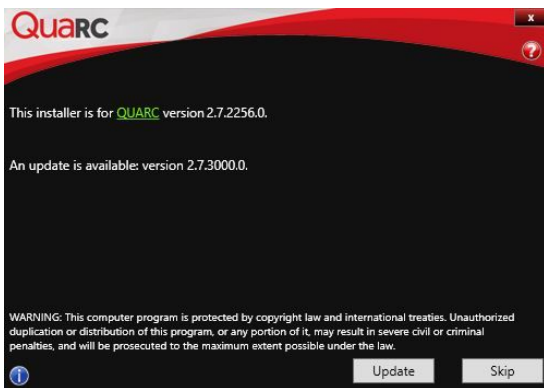 QUARC
x
?
This installer is for QUARC version 2.7.2256.0.
An update is available: version 2.7.3000.0.
WARNING: This computer program is protected by copyright law and international treaties. Unauthorized
duplication or distribution of this program, or any portion of it, may result in severe civil or criminal
penalties, and will be prosecuted to the maximum extent possible under the law.
i
Update
Skip